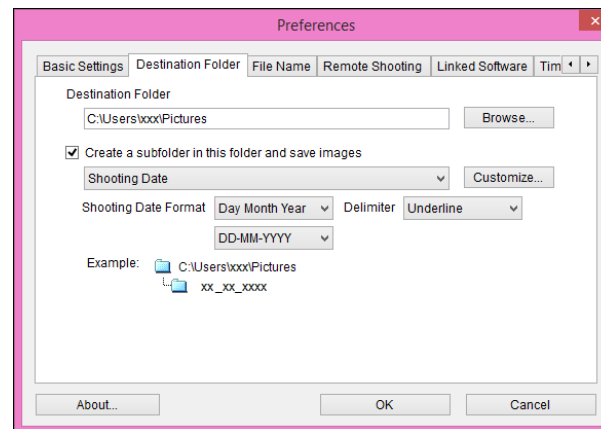 Preferences
Basic Settings Destination Folder File Name Remote Shooting Linked Software Tim
Destination Folder
C:\Users\xxx\Pictures Browse...
Create a subfolder in this folder and save images
Shooting Date Customize...
Shooting Date Format Day Month Year Delimiter Underline
DD-MM-YYYY
Example: C:\Users\xxx\Pictures
xx_xx_xxxx
About... OK Cancel